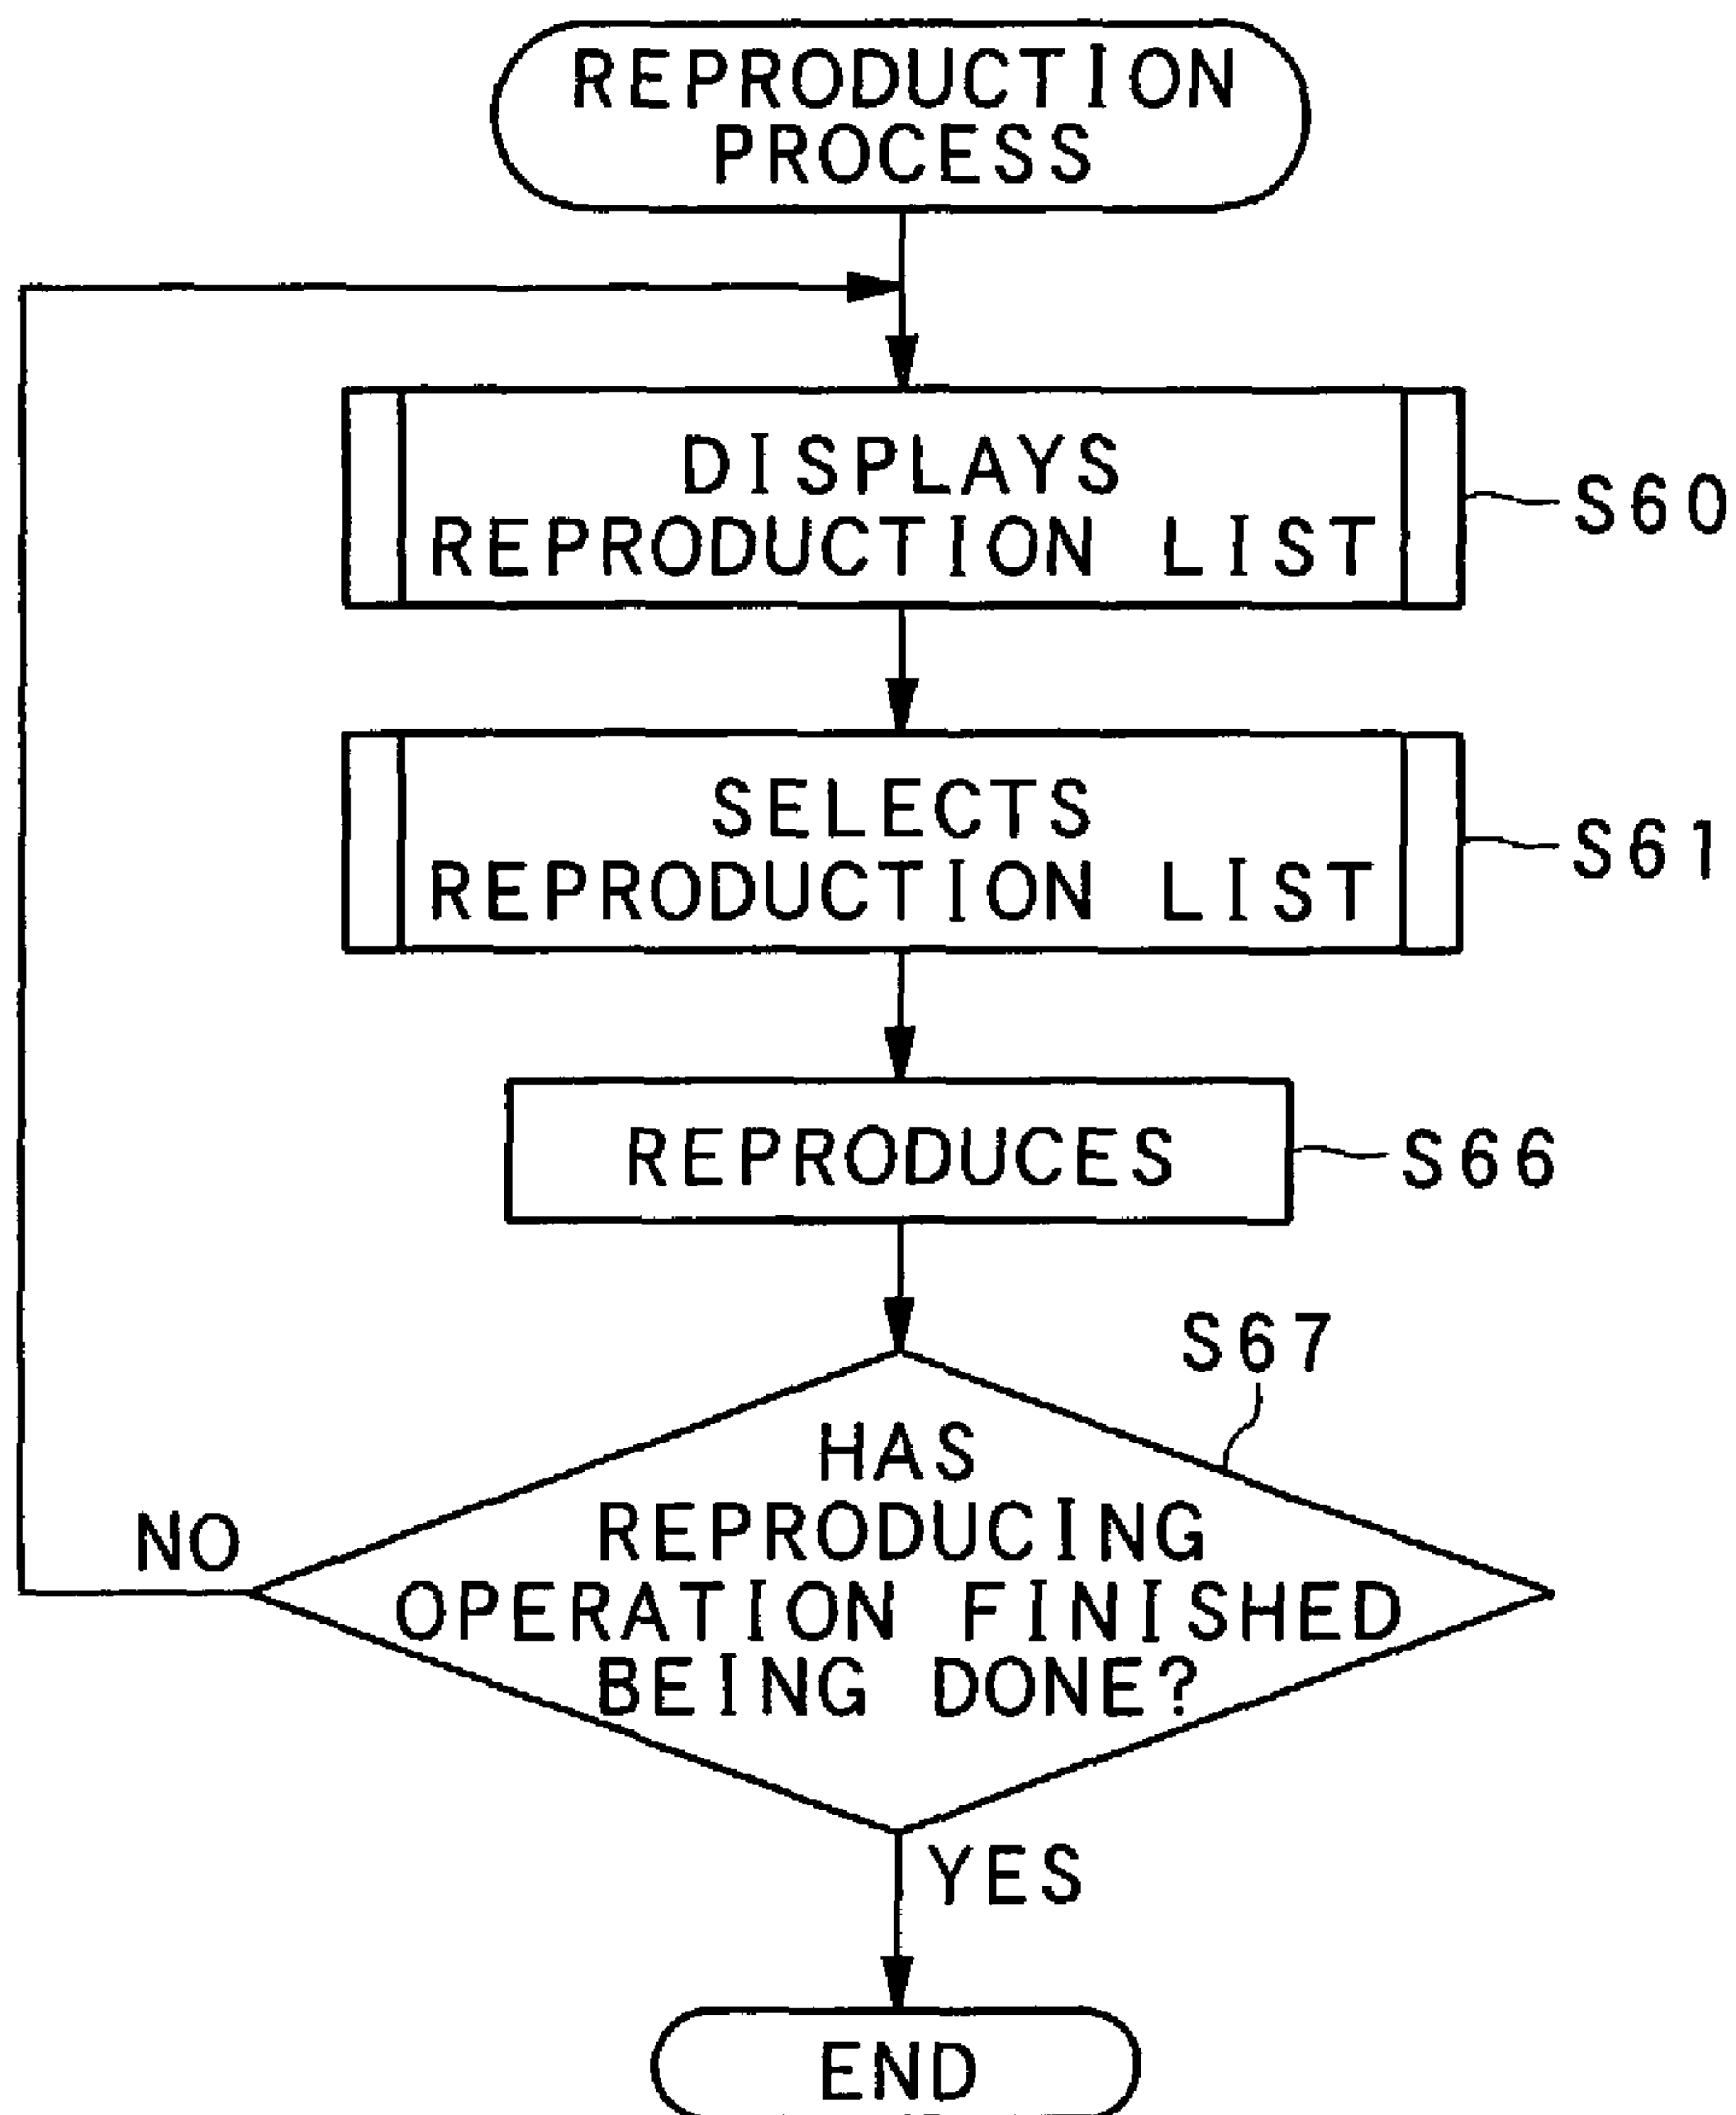 REPRODUCTION
PROCESS
DISPLAYS
REPRODUCTION LIST
S60
SELECTS
REPRODUCTION LIST
S61
REPRODUCES
S66
S67
HAS
REPRODUCING
OPERATION FINISHED
BEING DONE?
NO
YES
END